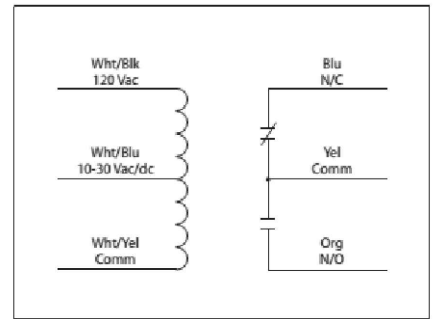 Wht/Blk
120 Vac
Wht/Blu
10-30 Vac/dc
Wht/Yel
Comm
Blu
N/C
Yel
Comm
Org
N/O